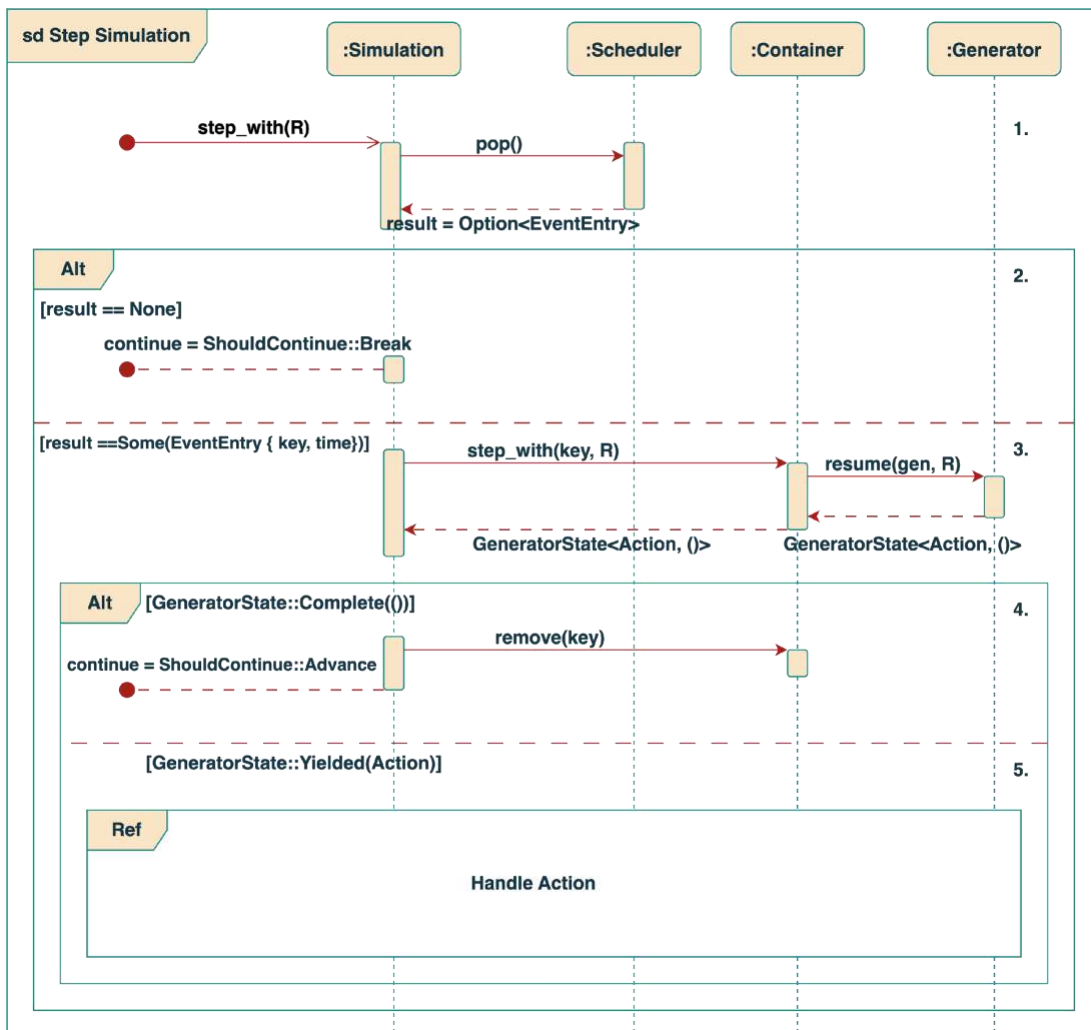 sd Step Simulation
:Simulation
:Scheduler
:Container
:Generator
step_with(R)
1.
pop()
result = Option<EventEntry>
Alt
2.
[result == None]
continue = ShouldContinue::Break
[result ==Some(EventEntry { key, time})]
3.
step_with(key, R)
resume(gen, R)
GeneratorState<Action, ()>
GeneratorState<Action, ()>
Alt
[GeneratorState::Complete(())]
4.
remove(key)
continue = ShouldContinue::Advance
[GeneratorState::Yielded(Action)]
5.
Ref
Handle Action